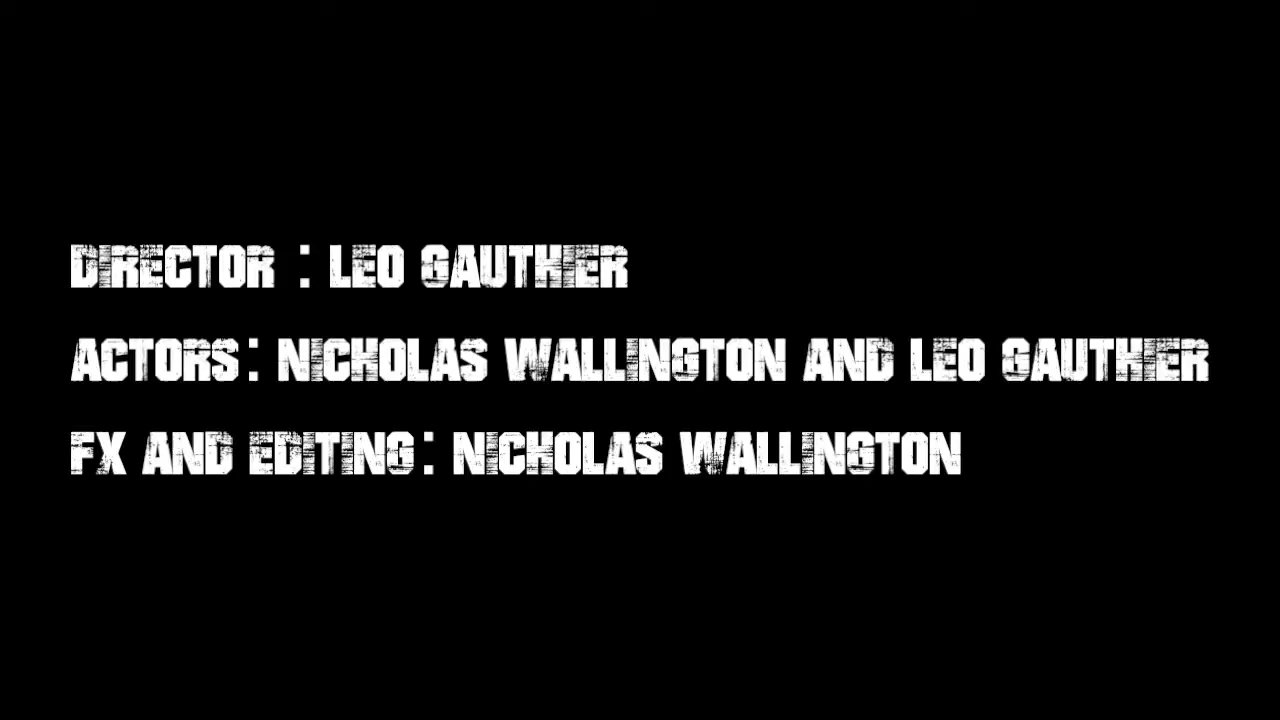 DIRECTOR : LEO GAUTHIER
ACTORS: NICHOLAS WALLINGTON AND LEO GAUTHIER
FX AND EDITING: NICHOLAS WALLINGTON